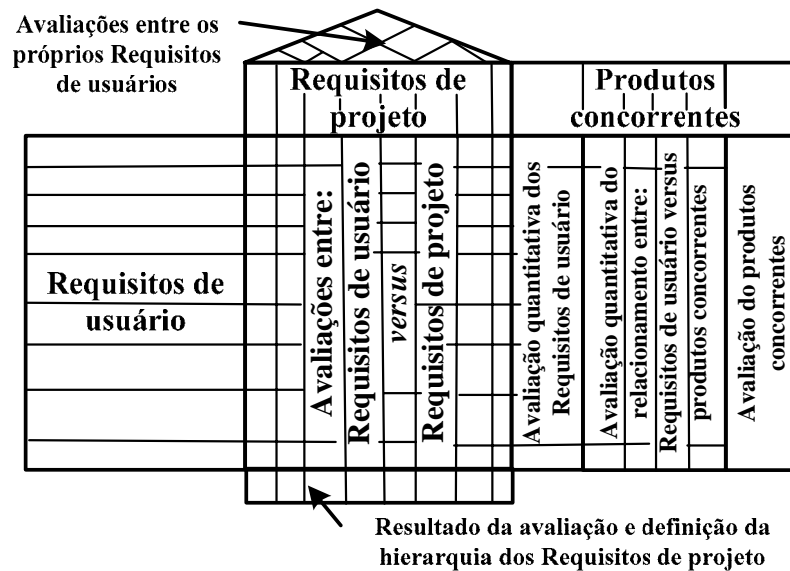 Avaliações entre os
próprios Requisitos
de usuários
Requisitos de
projeto
Produtos
concorrentes
Requisitos de
usuário
Avaliações entre:
Requisitos de usuário
versus
Requisitos de projeto
Avaliação quantitativa dos
Requisitos de usuário
Avaliação quantitativa do
relacionamento entre:
Requisitos de usuário versus
produtos concorrentes
Avaliação do produtos
concorrentes
Resultado da avaliação e definição da
hierarquia dos Requisitos de projeto